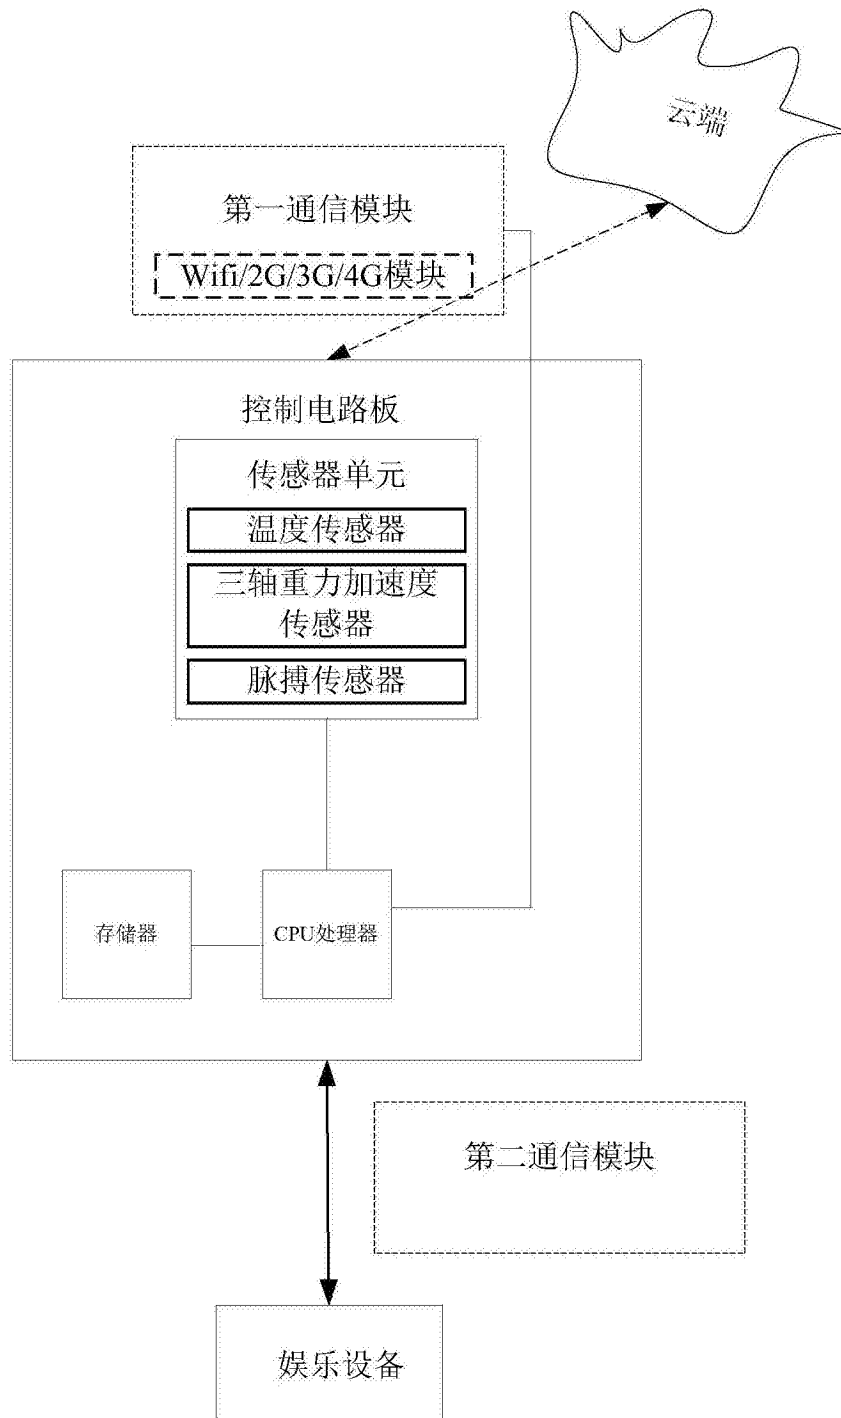 云端
第一通信模块
Wifi/2G/3G/4G模块
控制电路板
传感器单元
温度传感器
三轴重力加速度
传感器
脉搏传感器
存储器
CPU处理器
第二通信模块
娱乐设备